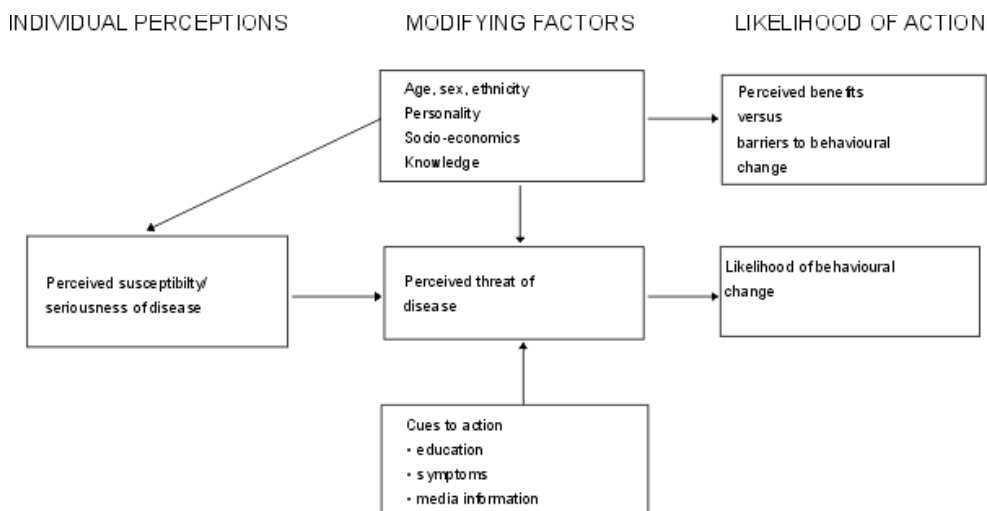 INDIVIDUAL PERCEPTIONS
MODIFYING FACTORS
LIKELIHOOD OF ACTION
Age, sex, ethnicity
Personality
Socio-economics
Knowledge
Perceived benefits
versus
barriers to behavioural
change
Perceived susceptibilty/
seriousness of disease
Perceived threat of
disease
Likelihood of behavioural
change
Cues to action
• education
• symptoms
• media information